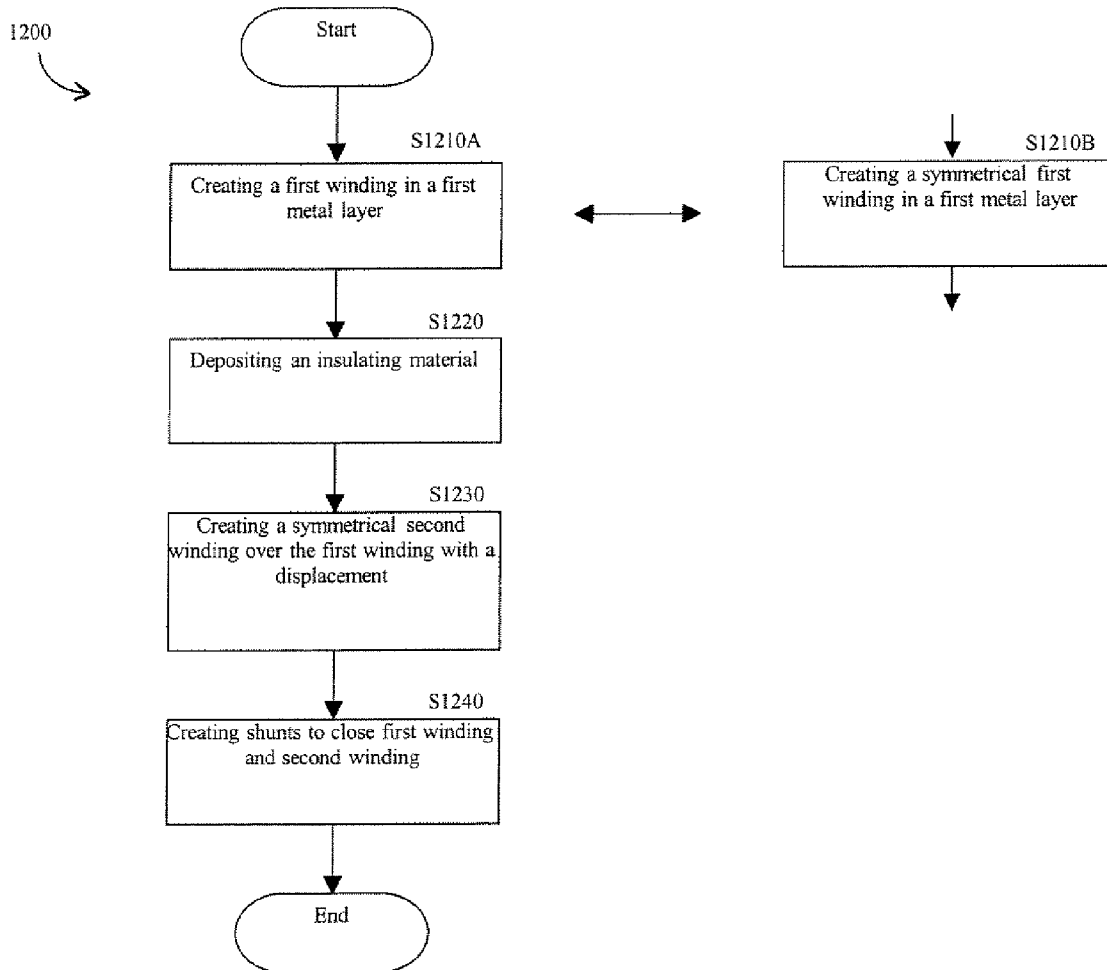 1200
Start
S1210A
Creating a first winding in a first
metal layer
S1210B
Creating a symmetrical first
winding in a first metal layer
S1220
Depositing an insulating material
S1230
Creating a symmetrical second
winding over the first winding with a
displacement
S1240
Creating shunts to close first winding
and second winding
End